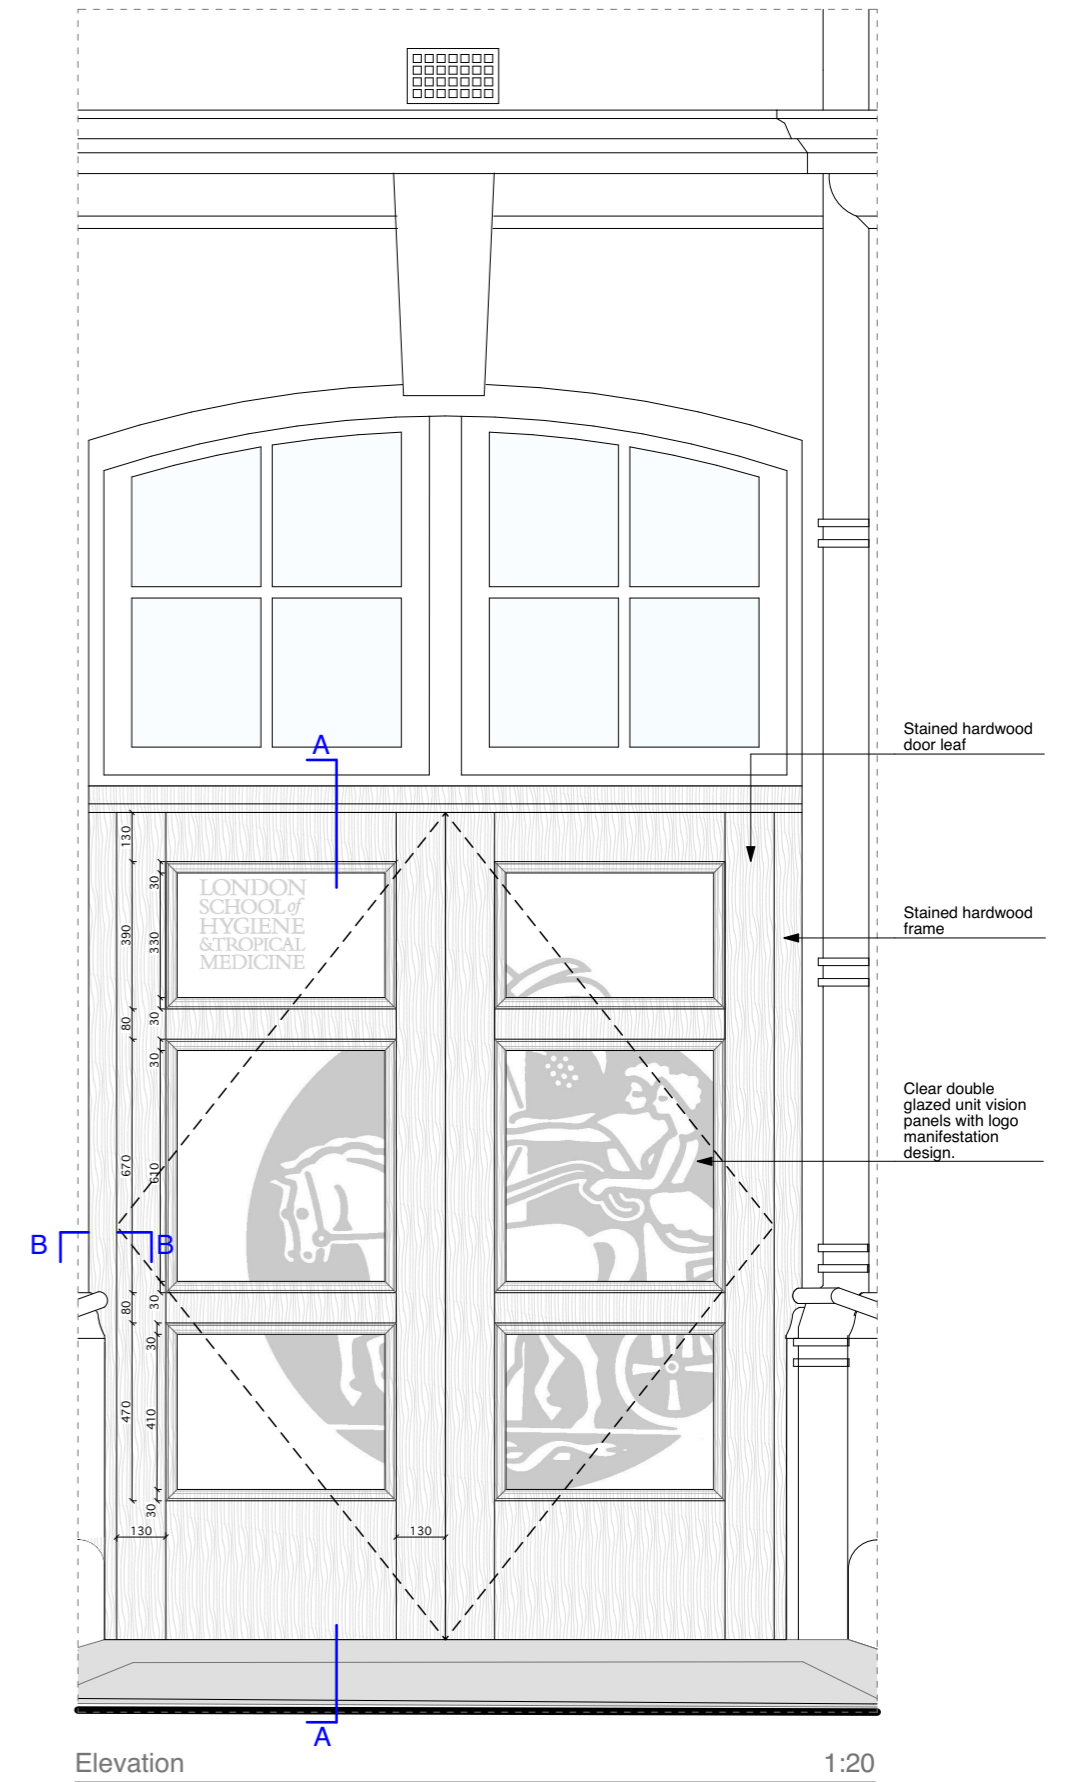 A
Stained hardwood
door leaf
130
30
LONDON
SCHOOL of
HYGIENE
&TROPICAL
MEDICINE
390
330
Stained hardwood
frame
80
30
30
Clear double
glazed unit vision
panels with logo
manifestation
design.
670
610
B
B
80
30
30
470
410
30
130
130
A
Elevation
1:20